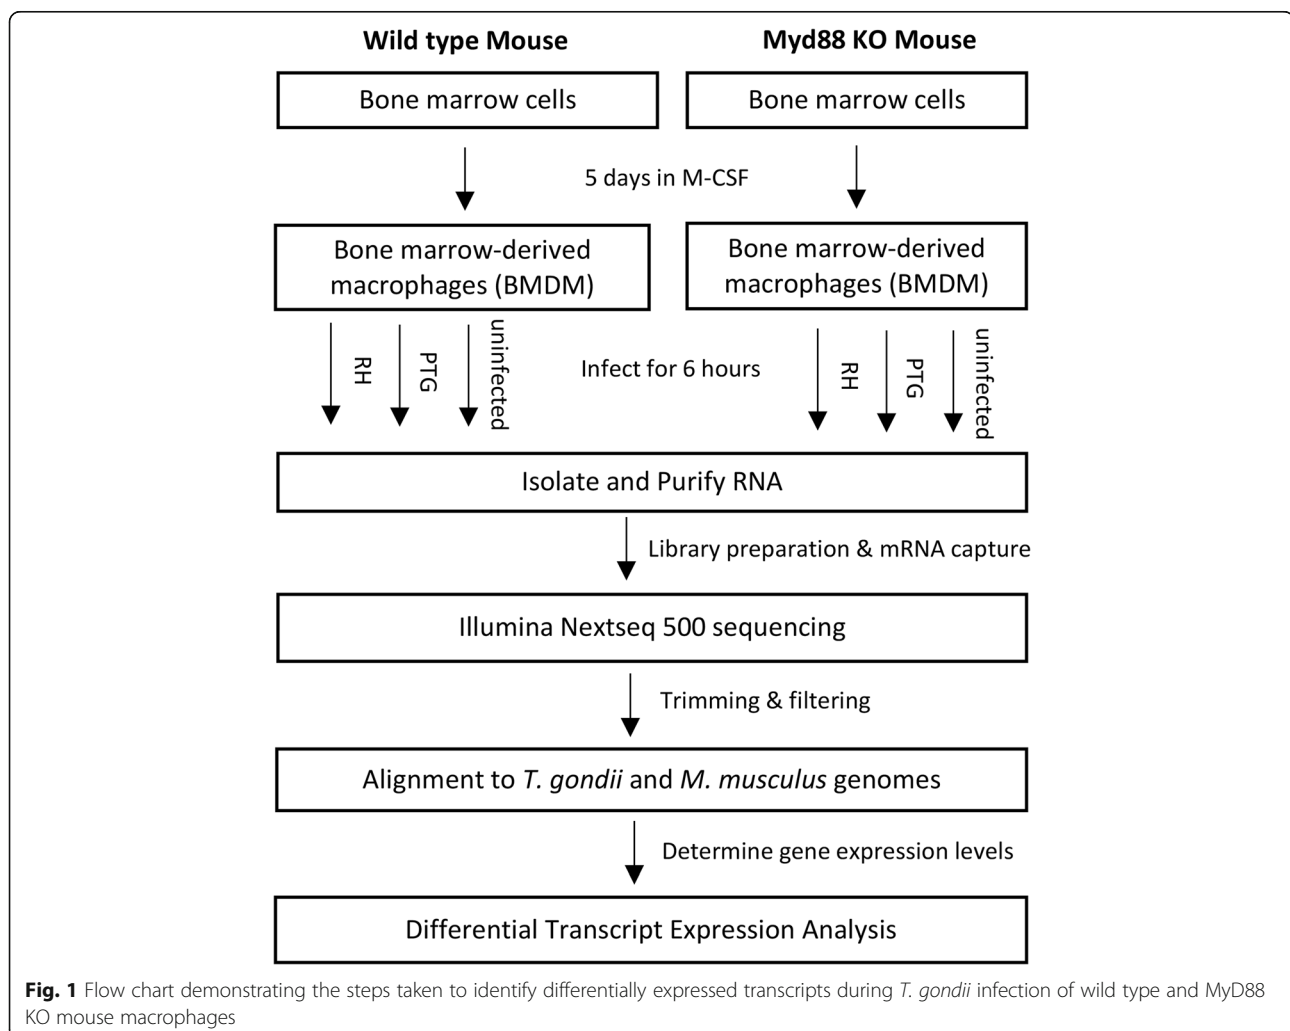 Wild type Mouse
Myd88 KO Mouse
Bone marrow cells
Bone marrow cells
5 days in M-CSF
Bone marrow-derived
macrophages (BMDM)
Bone marrow-derived
macrophages (BMDM)
RH
PTG
uninfected
Infect for 6 hours
RH
PTG
uninfected
Isolate and Purify RNA
Library preparation & mRNA capture
Illumina Nextseq 500 sequencing
Trimming & filtering
Alignment to T. gondii and M. musculus genomes
Determine gene expression levels
Differential Transcript Expression Analysis
Fig. 1 Flow chart demonstrating the steps taken to identify differentially expressed transcripts during T. gondii infection of wild type and MyD88
KO mouse macrophages